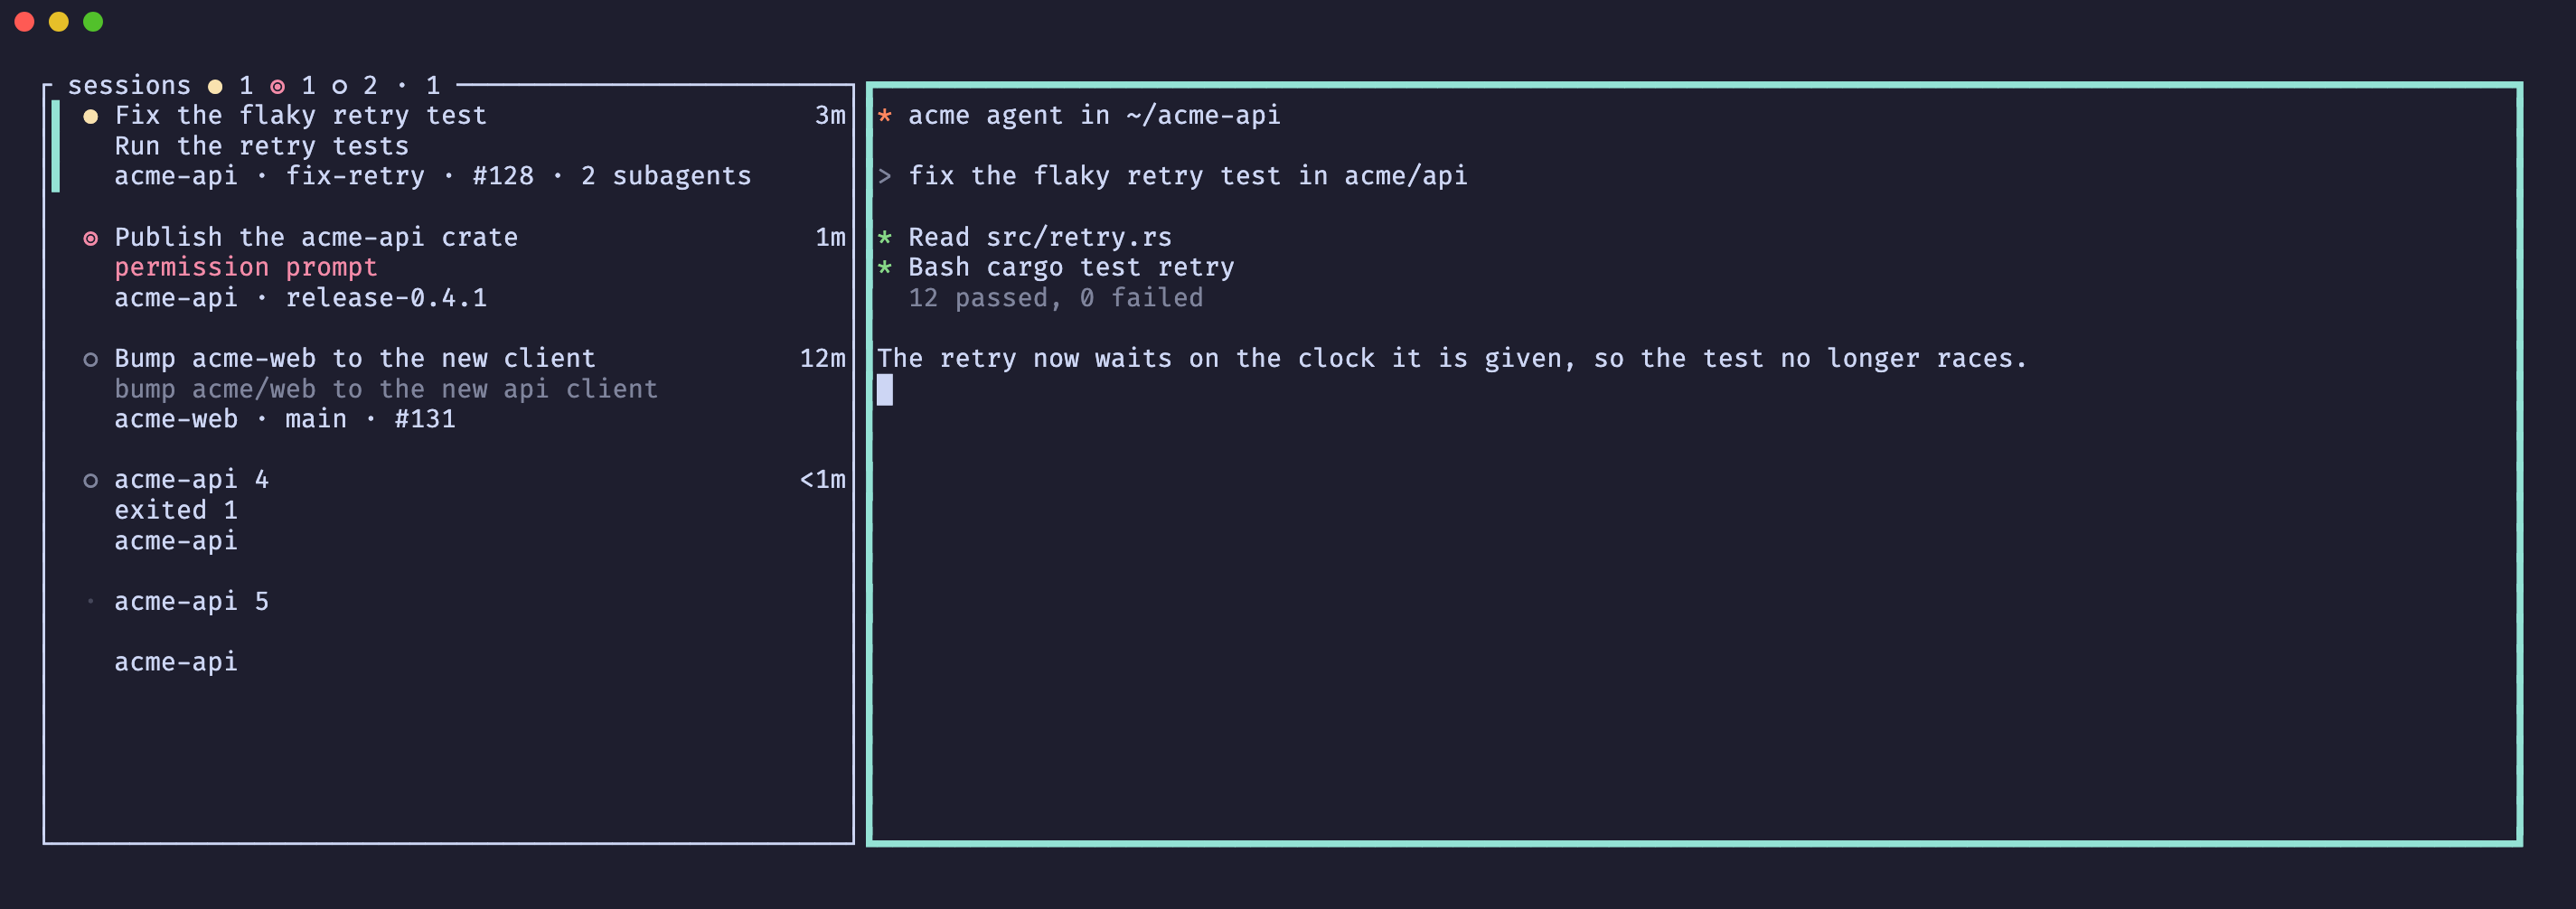 sessions ● 1 ◉ 1 ○ 2 · 1
● Fix the flaky retry test 3m
Run the retry tests
acme-api · fix-retry · #128 · 2 subagents
◉ Publish the acme-api crate 1m
permission prompt
acme-api · release-0.4.1
○ Bump acme-web to the new client 12m
bump acme/web to the new api client
acme-web · main · #131
○ acme-api 4 <1m
exited 1
acme-api
· acme-api 5
acme-api
* acme agent in ~/acme-api
> fix the flaky retry test in acme/api
* Read src/retry.rs
* Bash cargo test retry
12 passed, 0 failed
The retry now waits on the clock it is given, so the test no longer races.